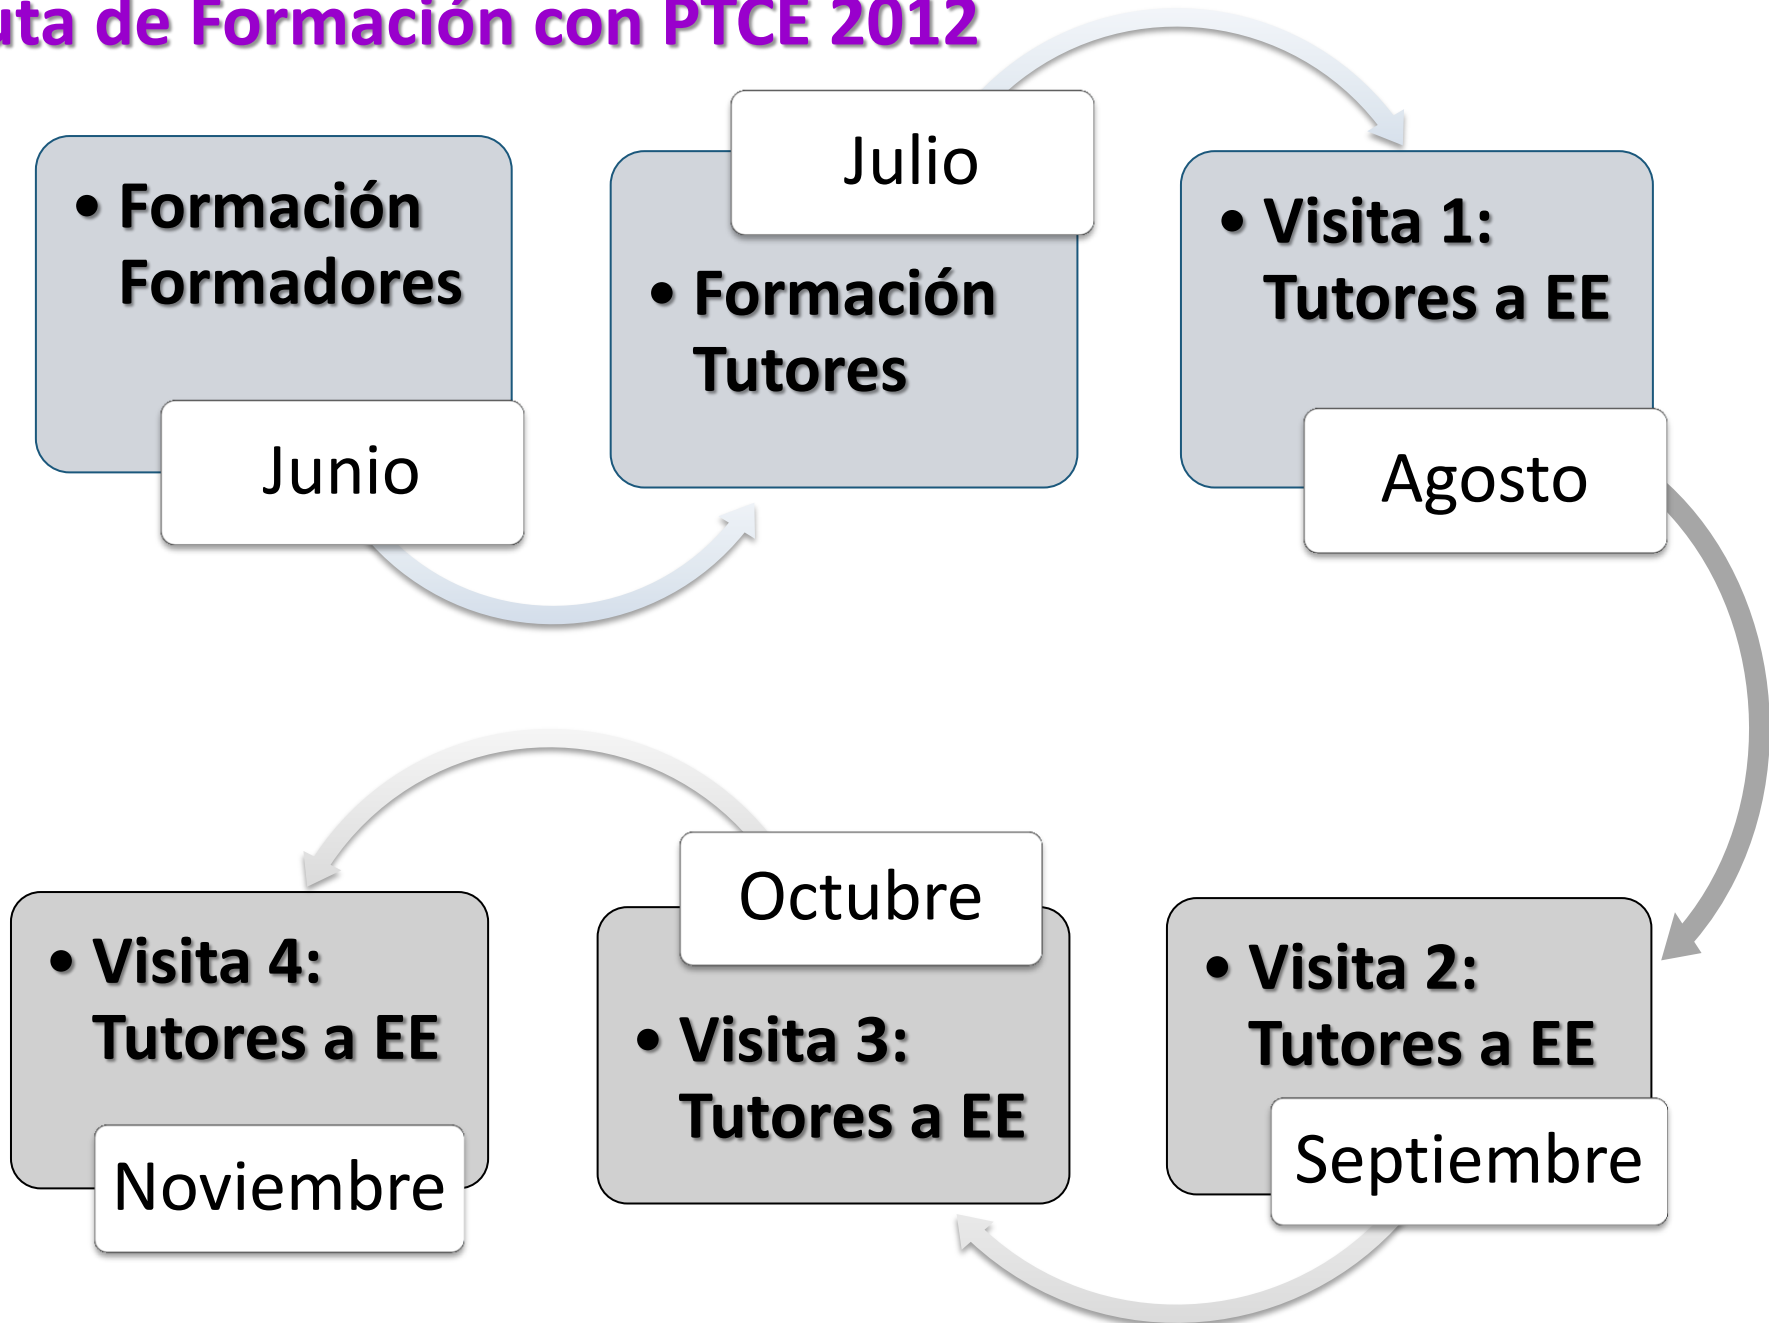 uta de Formación con PTCE 2012
• Formación
Formadores
Junio
Julio
• Formación
Tutores
• Visita 1:
Tutores a EE
Agosto
• Visita 2:
Tutores a EE
Septiembre
Octubre
• Visita 3:
Tutores a EE
• Visita 4:
Tutores a EE
Noviembre